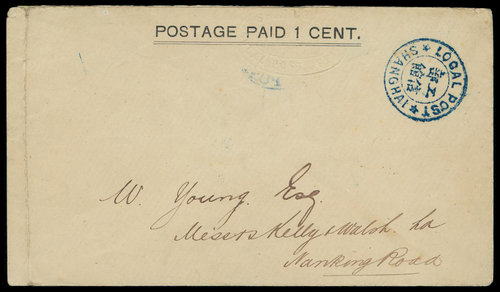 POSTAGE PAID 1 CENT.
LOCAL POST
SHANGHAI
W. Young. Esq
Messrs Kelly & Walsh Ld
Nanking Road